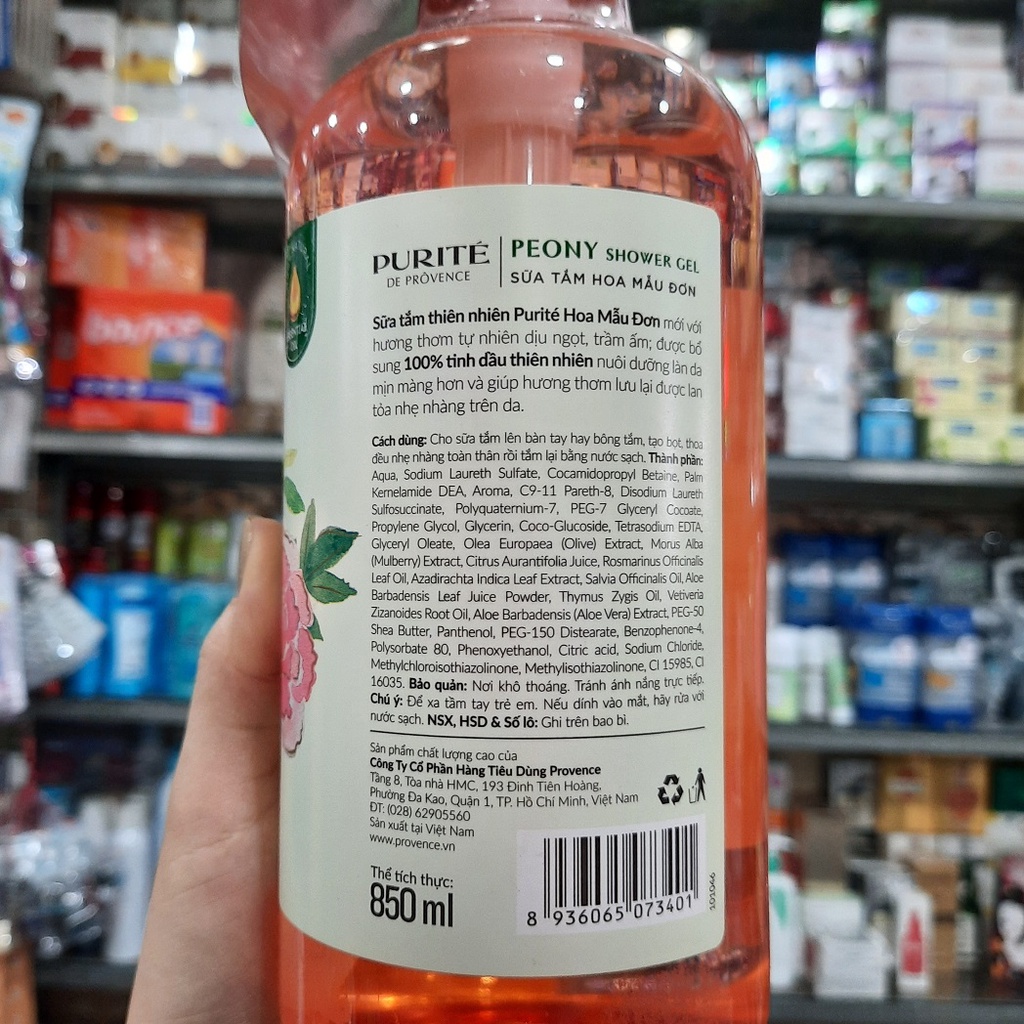 PURITÉ
DE PRÔVENCE
PEONY SHOWER GEL
SỮA TẮM HOA MẪU ĐƠN
Sữa tắm thiên nhiên Purité Hoa Mẫu Đơn mới với
hương thơm tự nhiên dịu ngọt, trầm ấm; được bổ
sung 100% tinh dầu thiên nhiên nuôi dưỡng làn da
mịn màng hơn và giúp hương thơm lưu lại được lan
tỏa nhẹ nhàng trên da.
Cách dùng: Cho sữa tắm lên bàn tay hay bông tắm, tạo bọt, thoa
đều nhẹ nhàng toàn thân rồi tắm lại bằng nước sạch. Thành phần:
Aqua, Sodium Laureth Sulfate, Cocamidopropyl Betaine, Palm
Kernelamide DEA, Aroma, C9-11 Pareth-8, Disodium Laureth
Sulfosuccinate, Polyquaternium-7, PEG-7 Glyceryl Cocoate,
Propylene Glycol, Glycerin, Coco-Glucoside, Tetrasodium EDTA,
Glyceryl Oleate, Olea Europaea (Olive) Extract, Morus Alba
(Mulberry) Extract, Citrus Aurantifolia Juice, Rosmarinus Officinalis
Leaf Oil, Azadirachta Indica Leaf Extract, Salvia Officinalis Oil, Aloe
Barbadensis Leaf Juice Powder, Thymus Zygis Oil, Vetiveria
Zizanoides Root Oil, Aloe Barbadensis (Aloe Vera) Extract, PEG-50
Shea Butter, Panthenol, PEG-150 Distearate, Benzophenone-4,
Polysorbate 80, Phenoxyethanol, Citric acid, Sodium Chloride,
Methylchloroisothiazolinone, Methylisothiazolinone, CI 15985, CI
16035. Bảo quản: Nơi khô thoáng. Tránh ánh nắng trực tiếp.
Chú ý: Để xa tầm tay trẻ em. Nếu dính vào mắt, hãy rửa với
nước sạch. NSX, HSD & Số lô: Ghi trên bao bì.
Sản phẩm chất lượng cao của
Công Ty Cổ Phần Hàng Tiêu Dùng Provence
Tầng 8, Tòa nhà HMC, 193 Đinh Tiên Hoàng,
Phường Đa Kao, Quận 1, TP. Hồ Chí Minh, Việt Nam
ĐT: (028) 62905560
Sản xuất tại Việt Nam
www.provence.vn
Thể tích thực:
850 ml
8 936065 073401
101046
bounce